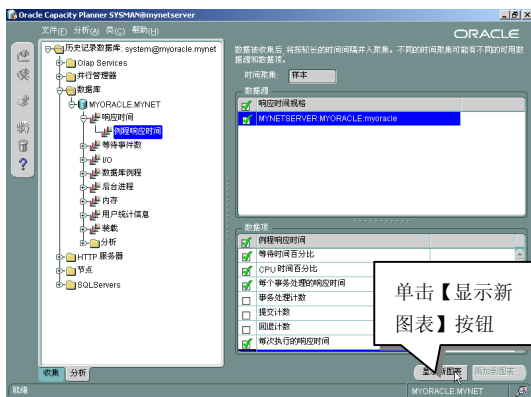 Oracle Capacity Planner SYSMAN@mynetserver
文件(F) 分析(A) 类(C) 帮助(H)
ORACLE
历史记录数据库: system@myoracle.mynet
Olap Services
并行管理器
数据库
MYORACLE.MYNET
响应时间
例程响应时间
等待事件数
I/O
数据库例程
后台进程
内存
用户统计信息
装载
分析
HTTP 服务器
节点
SQLServers
收集 分析
数据被收集后, 将按较长的时间间隔并入聚集。不同的时间聚集可能有不同的可用数
据源和数据项。
时间聚集: 样本
数据源
响应时间规格
MYNETSERVER:MYORACLE:myoracle
数据项
例程响应时间
等待时间百分比
CPU 时间百分比
每个事务处理的响应时间
事务处理计数
提交计数
回退计数
每次执行的响应时间
单击【显示新
图表】按钮
显示新图表 添加到图表
就绪
MYORACLE.MYNET